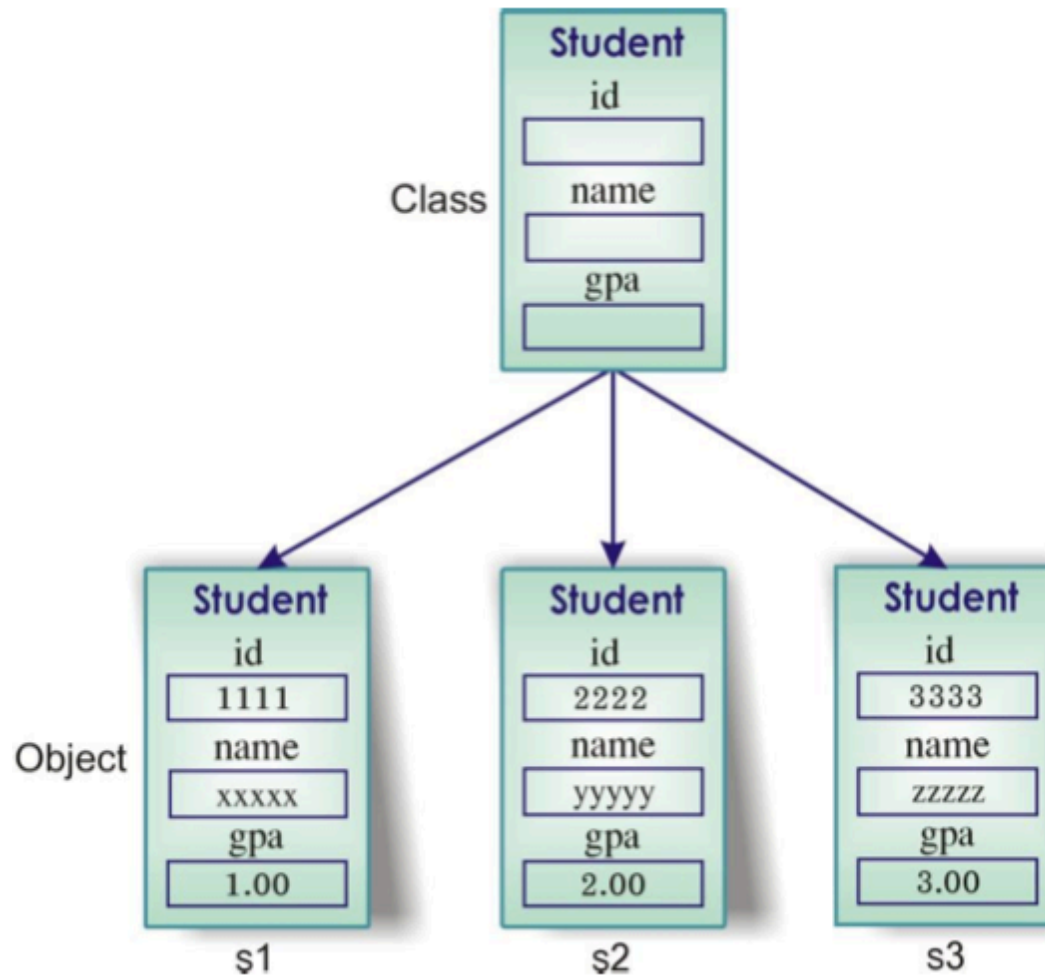 Student
id
Class
name
gpa
Student
id
1111
name
xxxxx
gpa
1.00
s1
Student
id
2222
name
yyyyy
gpa
2.00
s2
Student
id
3333
name
zzzzz
gpa
3.00
s3
Object